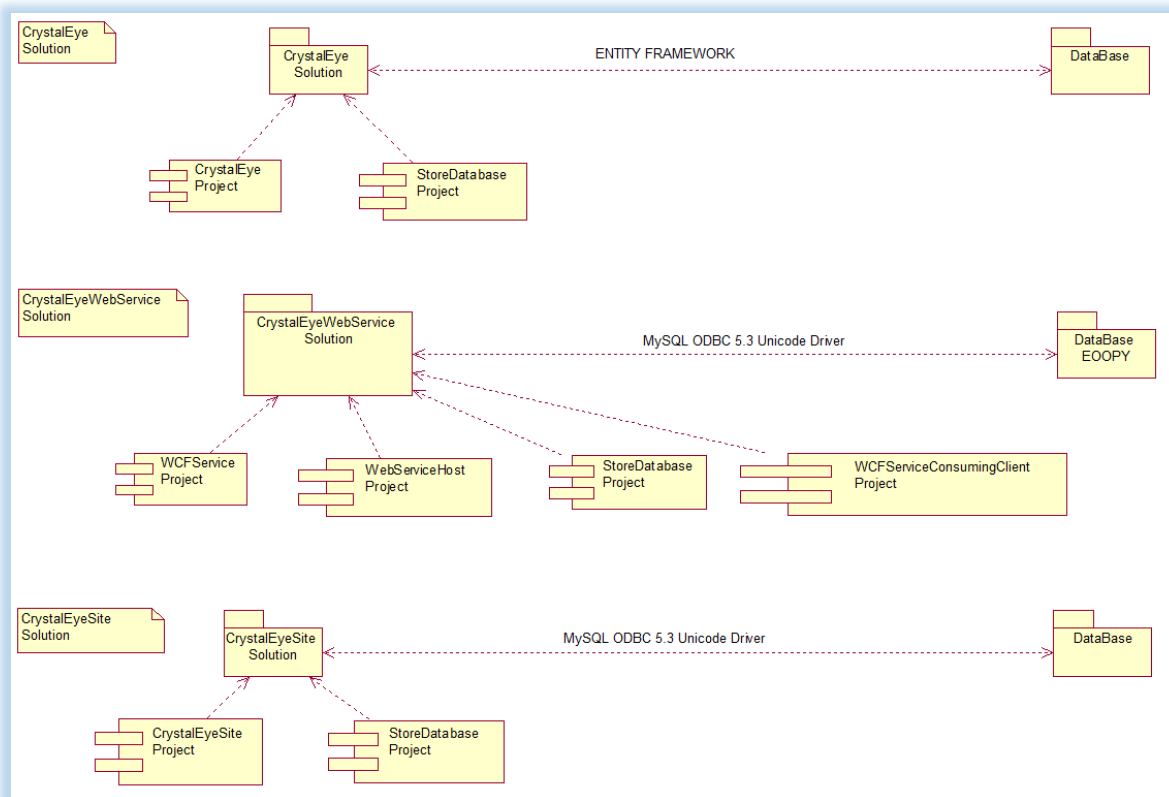 CrystalEye
Solution
CrystalEye
Solution
ENTITY FRAMEWORK
DataBase
CrystalEye
Project
StoreDatabase
Project
CrystalEyeWebService
Solution
CrystalEyeWebService
Solution
MySQL ODBC 5.3 Unicode Driver
DataBase
EOOPY
WCFService
Project
WebServiceHost
Project
StoreDatabase
Project
WCFServiceConsumingClient
Project
CrystalEyeSite
Solution
CrystalEyeSite
Solution
MySQL ODBC 5.3 Unicode Driver
DataBase
CrystalEyeSite
Project
StoreDatabase
Project